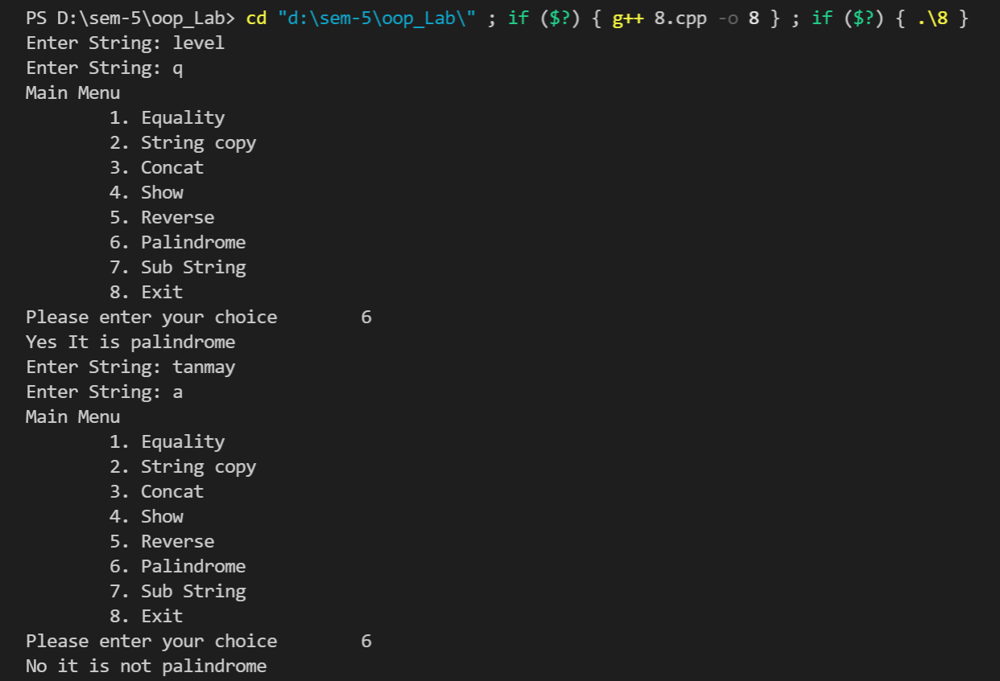 PS D:\sem-5\oop_Lab> cd "d:\sem-5\oop_Lab\" ; if ($?) { g++ 8.cpp -o 8 } ; if ($?) { .\8 }
Enter String: level
Enter String: q
Main Menu
1. Equality
2. String copy
3. Concat
4. Show
5. Reverse
6. Palindrome
7. Sub String
8. Exit
Please enter your choice 6
Yes It is palindrome
Enter String: tanmay
Enter String: a
Main Menu
1. Equality
2. String copy
3. Concat
4. Show
5. Reverse
6. Palindrome
7. Sub String
8. Exit
Please enter your choice 6
No it is not palindrome